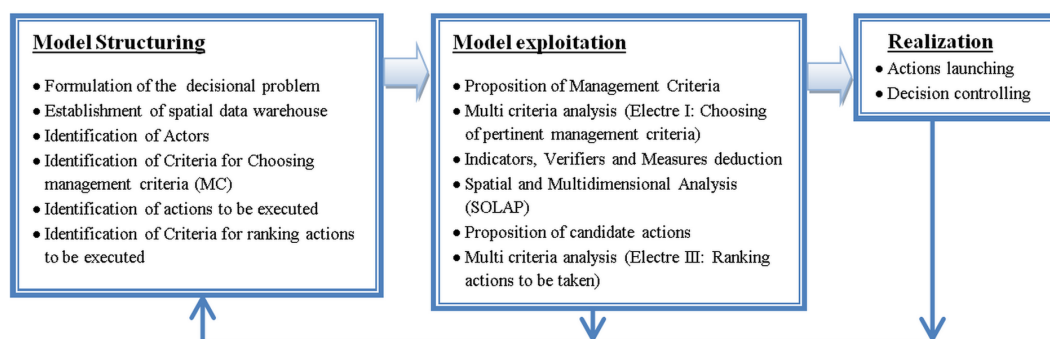 Model Structuring
• Formulation of the decisional problem
• Establishment of spatial data warehouse
• Identification of Actors
• Identification of Criteria for Choosing
management criteria (MC)
• Identification of actions to be executed
• Identification of Criteria for ranking actions
to be executed
Model exploitation
• Proposition of Management Criteria
• Multi criteria analysis (Electre I: Choosing
of pertinent management criteria)
• Indicators, Verifiers and Measures deduction
• Spatial and Multidimensional Analysis
(SOLAP)
• Proposition of candidate actions
• Multi criteria analysis (Electre III: Ranking
actions to be taken)
Realization
• Actions launching
• Decision controlling